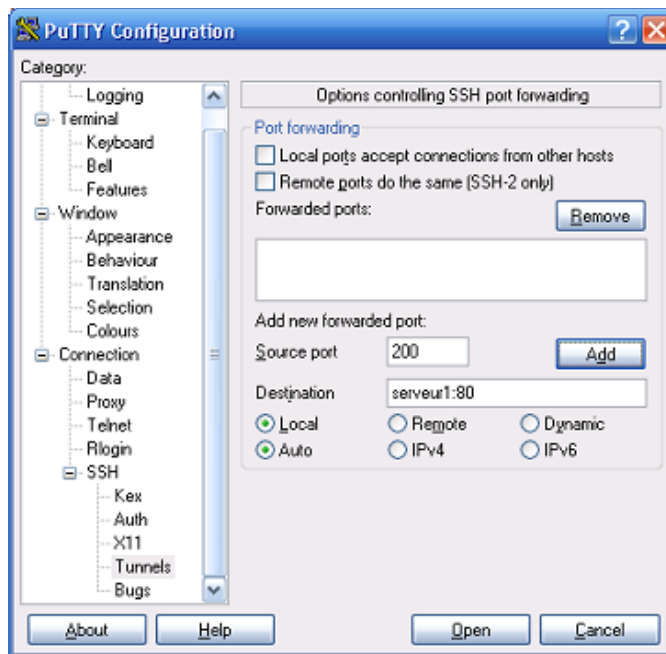 PuTTY Configuration
Category:
Logging
Terminal
Keyboard
Bell
Features
Window
Appearance
Behaviour
Translation
Selection
Colours
Connection
Data
Proxy
Telnet
Rlogin
SSH
Kex
Auth
X11
Tunnels
Bugs
Options controlling SSH port forwarding
Port forwarding
Local ports accept connections from other hosts
Remote ports do the same (SSH-2 only)
Forwarded ports:
Remove
Add new forwarded port:
Source port 200 Add
Destination serveur1:80
Local Remote Dynamic
Auto IPv4 IPv6
About Help Open Cancel